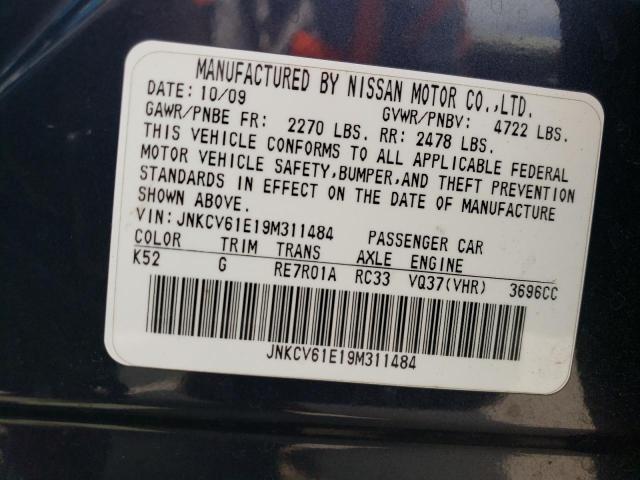 MANUFACTURED BY NISSAN MOTOR CO.,LTD.
DATE: 10/09 GVWR/PNBV: 4722 LBS.
GAWR/PNBE FR: 2270 LBS. RR: 2478 LBS.
THIS VEHICLE CONFORMS TO ALL APPLICABLE FEDERAL
MOTOR VEHICLE SAFETY,BUMPER,AND THEFT PREVENTION
STANDARDS IN EFFECT ON THE DATE OF MANUFACTURE
SHOWN ABOVE.
VIN:JNKCV61E19M311484 PASSENGER CAR
COLOR TRIM TRANS AXLE ENGINE
K52 G RE7R01A RC33 VQ37(VHR) 3696CC
JNKCV61E19M311484